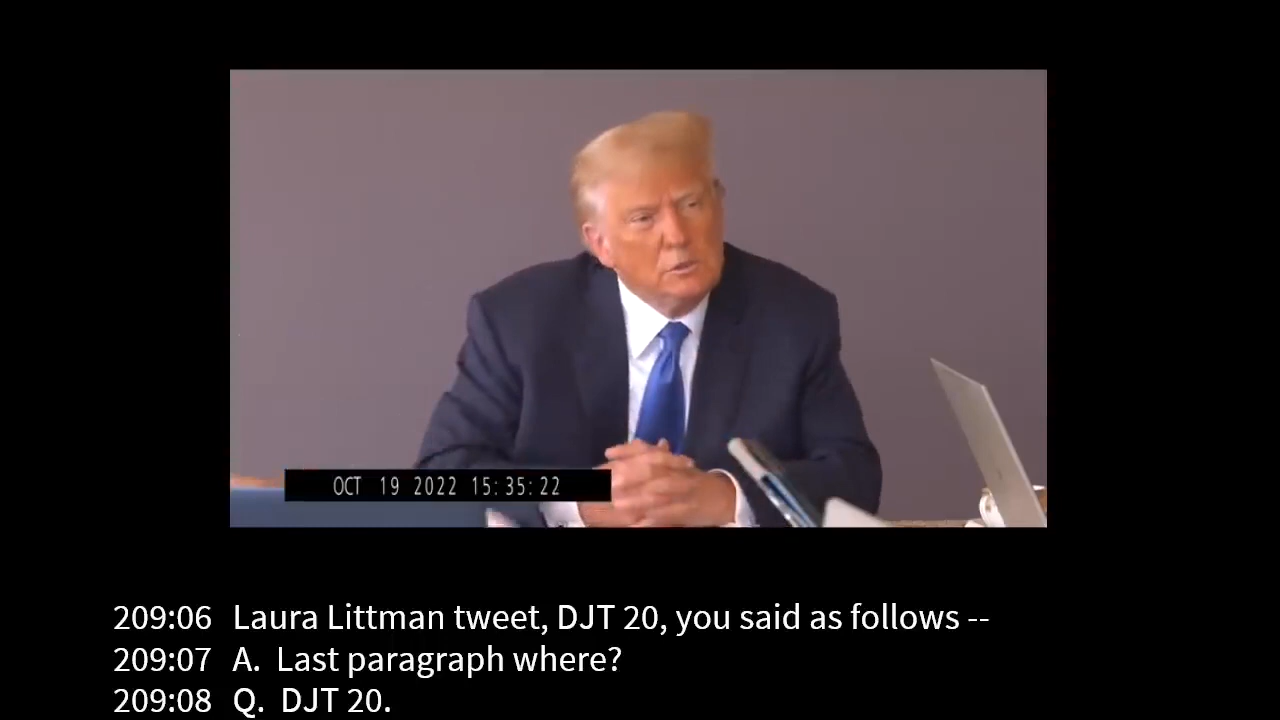 OCT 19 2022 15:35:22
209:06 Laura Littman tweet, DJT 20, you said as follows --
209:07 A. Last paragraph where?
209:08 Q. DJT 20.